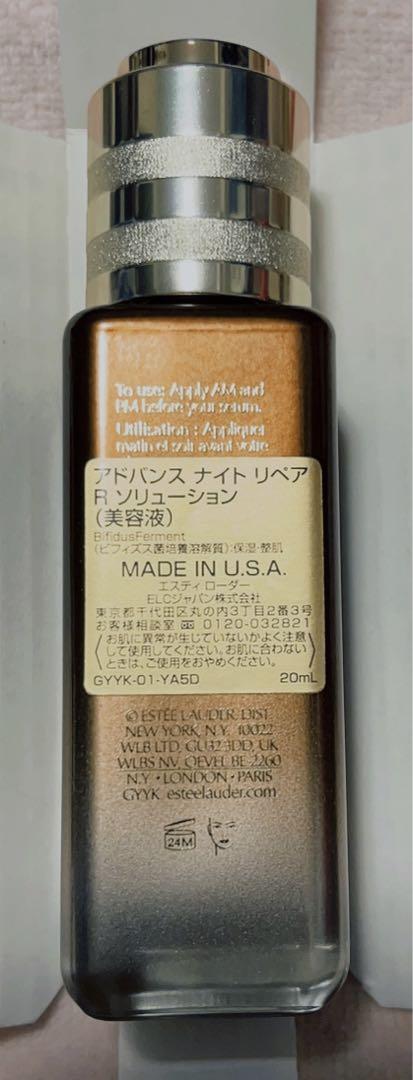 To use: Apply AM and
PM before your serum.
Utilisation : Appliquer
matin et soir avant votre
アドバンス ナイト リペア
R ソリューション
(美容液)
BifidusFerment
(ビフィズス菌培養溶解質):保湿・整肌
MADE IN U.S.A.
エスティ ローダー
ELCジャパン株式会社
東京都千代田区丸の内3丁目2番3号
お客様相談室 ☎ 0120-032821
お肌に異常が生じていないかよく注意
して使用してください。お肌に合わない
ときは、ご使用をおやめください。
GYYK-01-YA5D 20mL
© ESTĒE LAUDER, DIST.
NEW YORK, N.Y. 10022
WLB LTD, GU32 3DD, UK
WLBS NV, OEVEL BE 2260
N.Y • LONDON • PARIS
GYYK esteelauder.com
24M